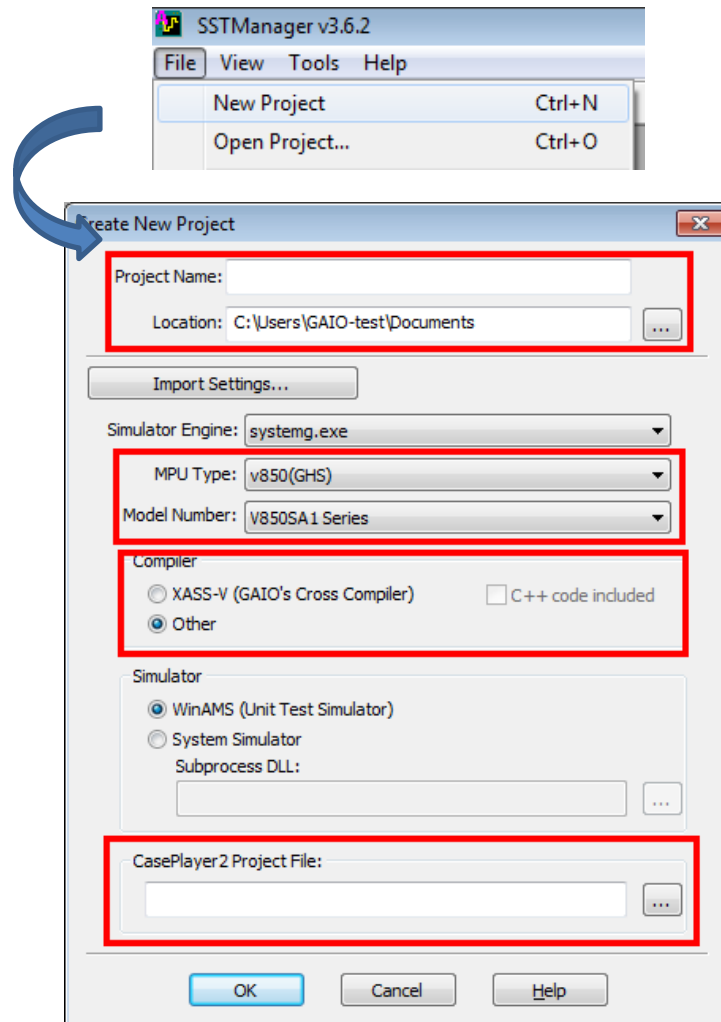 SSTManager v3.6.2
File View Tools Help
New Project Ctrl+N
Open Project... Ctrl+O
Create New Project
Project Name:
Location: C:\Users\GAIO-test\Documents ...
Import Settings...
Simulator Engine: systemg.exe
MPU Type: v850(GHS)
Model Number: V850SA1 Series
Compiler
XASS-V (GAIO's Cross Compiler) C++ code included
Other
Simulator
WinAMS (Unit Test Simulator)
System Simulator
Subprocess DLL:
...
CasePlayer2 Project File:
...
OK Cancel Help